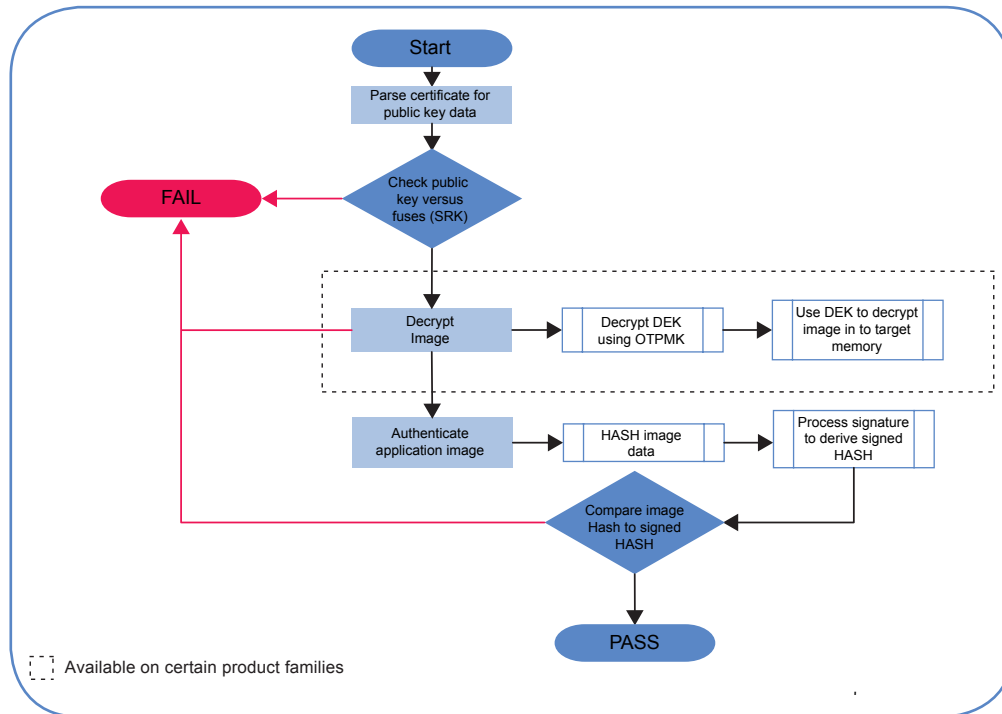 Start
Parse certificate for
public key data
Check public
key versus
fuses (SRK)
FAIL
Decrypt
Image
Decrypt DEK
using OTPMK
Use DEK to decrypt
image in to target
memory
Authenticate
application image
HASH image
data
Process signature
to derive signed
HASH
Compare image
Hash to signed
HASH
PASS
Available on certain product families